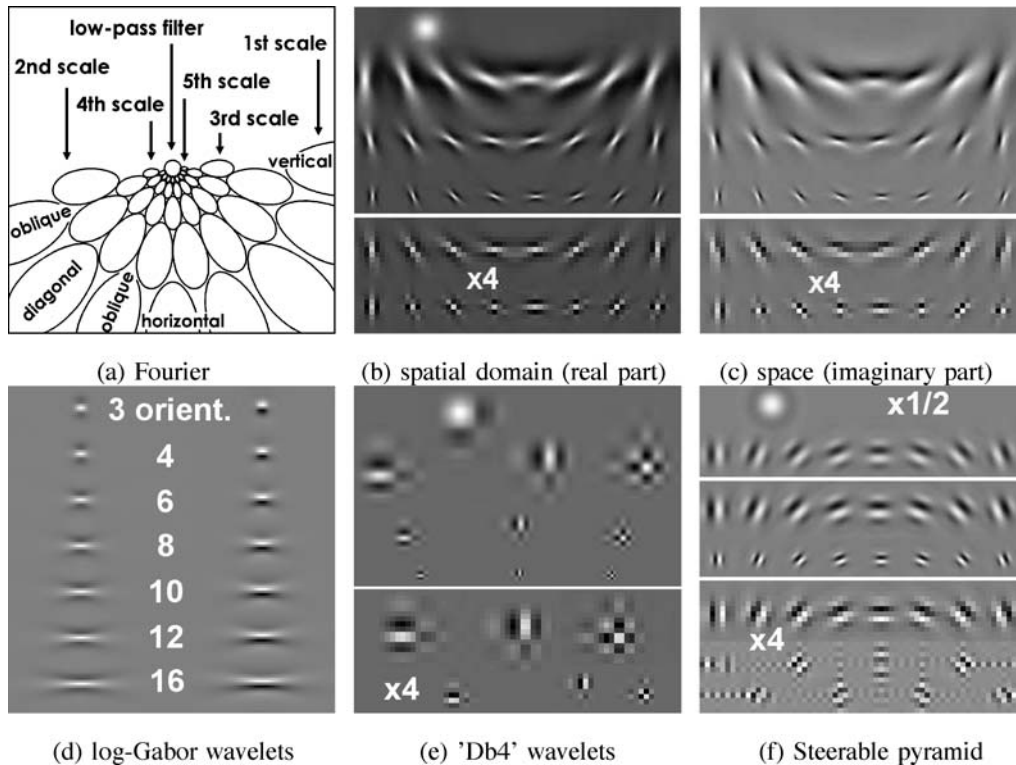 low-pass filter
1st scale
2nd scale
5th scale
4th scale
3rd scale
vertical
oblique
diagonal
oblique
horizontal
x4
x4
(a) Fourier
(b) spatial domain (real part)
(c) space (imaginary part)
3 orient.
4
6
8
10
12
16
x4
x1/2
x4
(d) log-Gabor wavelets
(e) 'Db4' wavelets
(f) Steerable pyramid